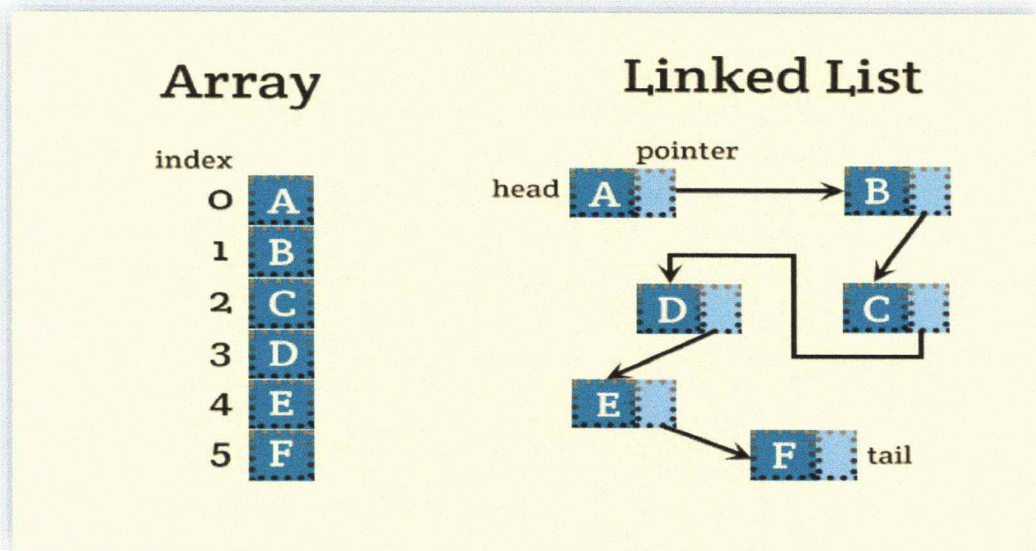 Array
index
0 A
1 B
2 C
3 D
4 E
5 F
Linked List
pointer
head A B
D C
E
F tail